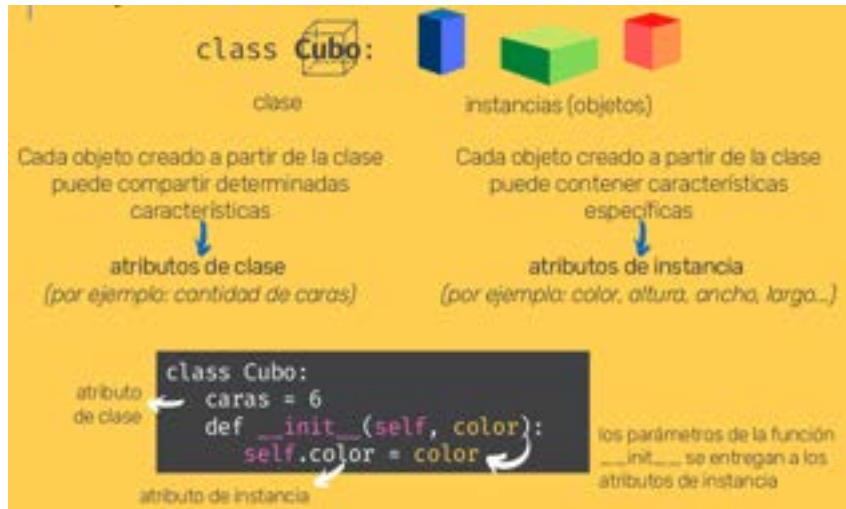 class Cubo:
clase
instancias (objetos)
Cada objeto creado a partir de la clase
puede compartir determinadas
características
atributos de clase
(por ejemplo: cantidad de caras)
Cada objeto creado a partir de la clase
puede contener características
específicas
atributos de instancia
(por ejemplo: color, altura, ancho, largo...)
atributo
de clase
class Cubo:
caras = 6
def __init__(self, color):
self.color = color
atributo de instancia
los parámetros de la función
__init__ se entregan a los
atributos de instancia